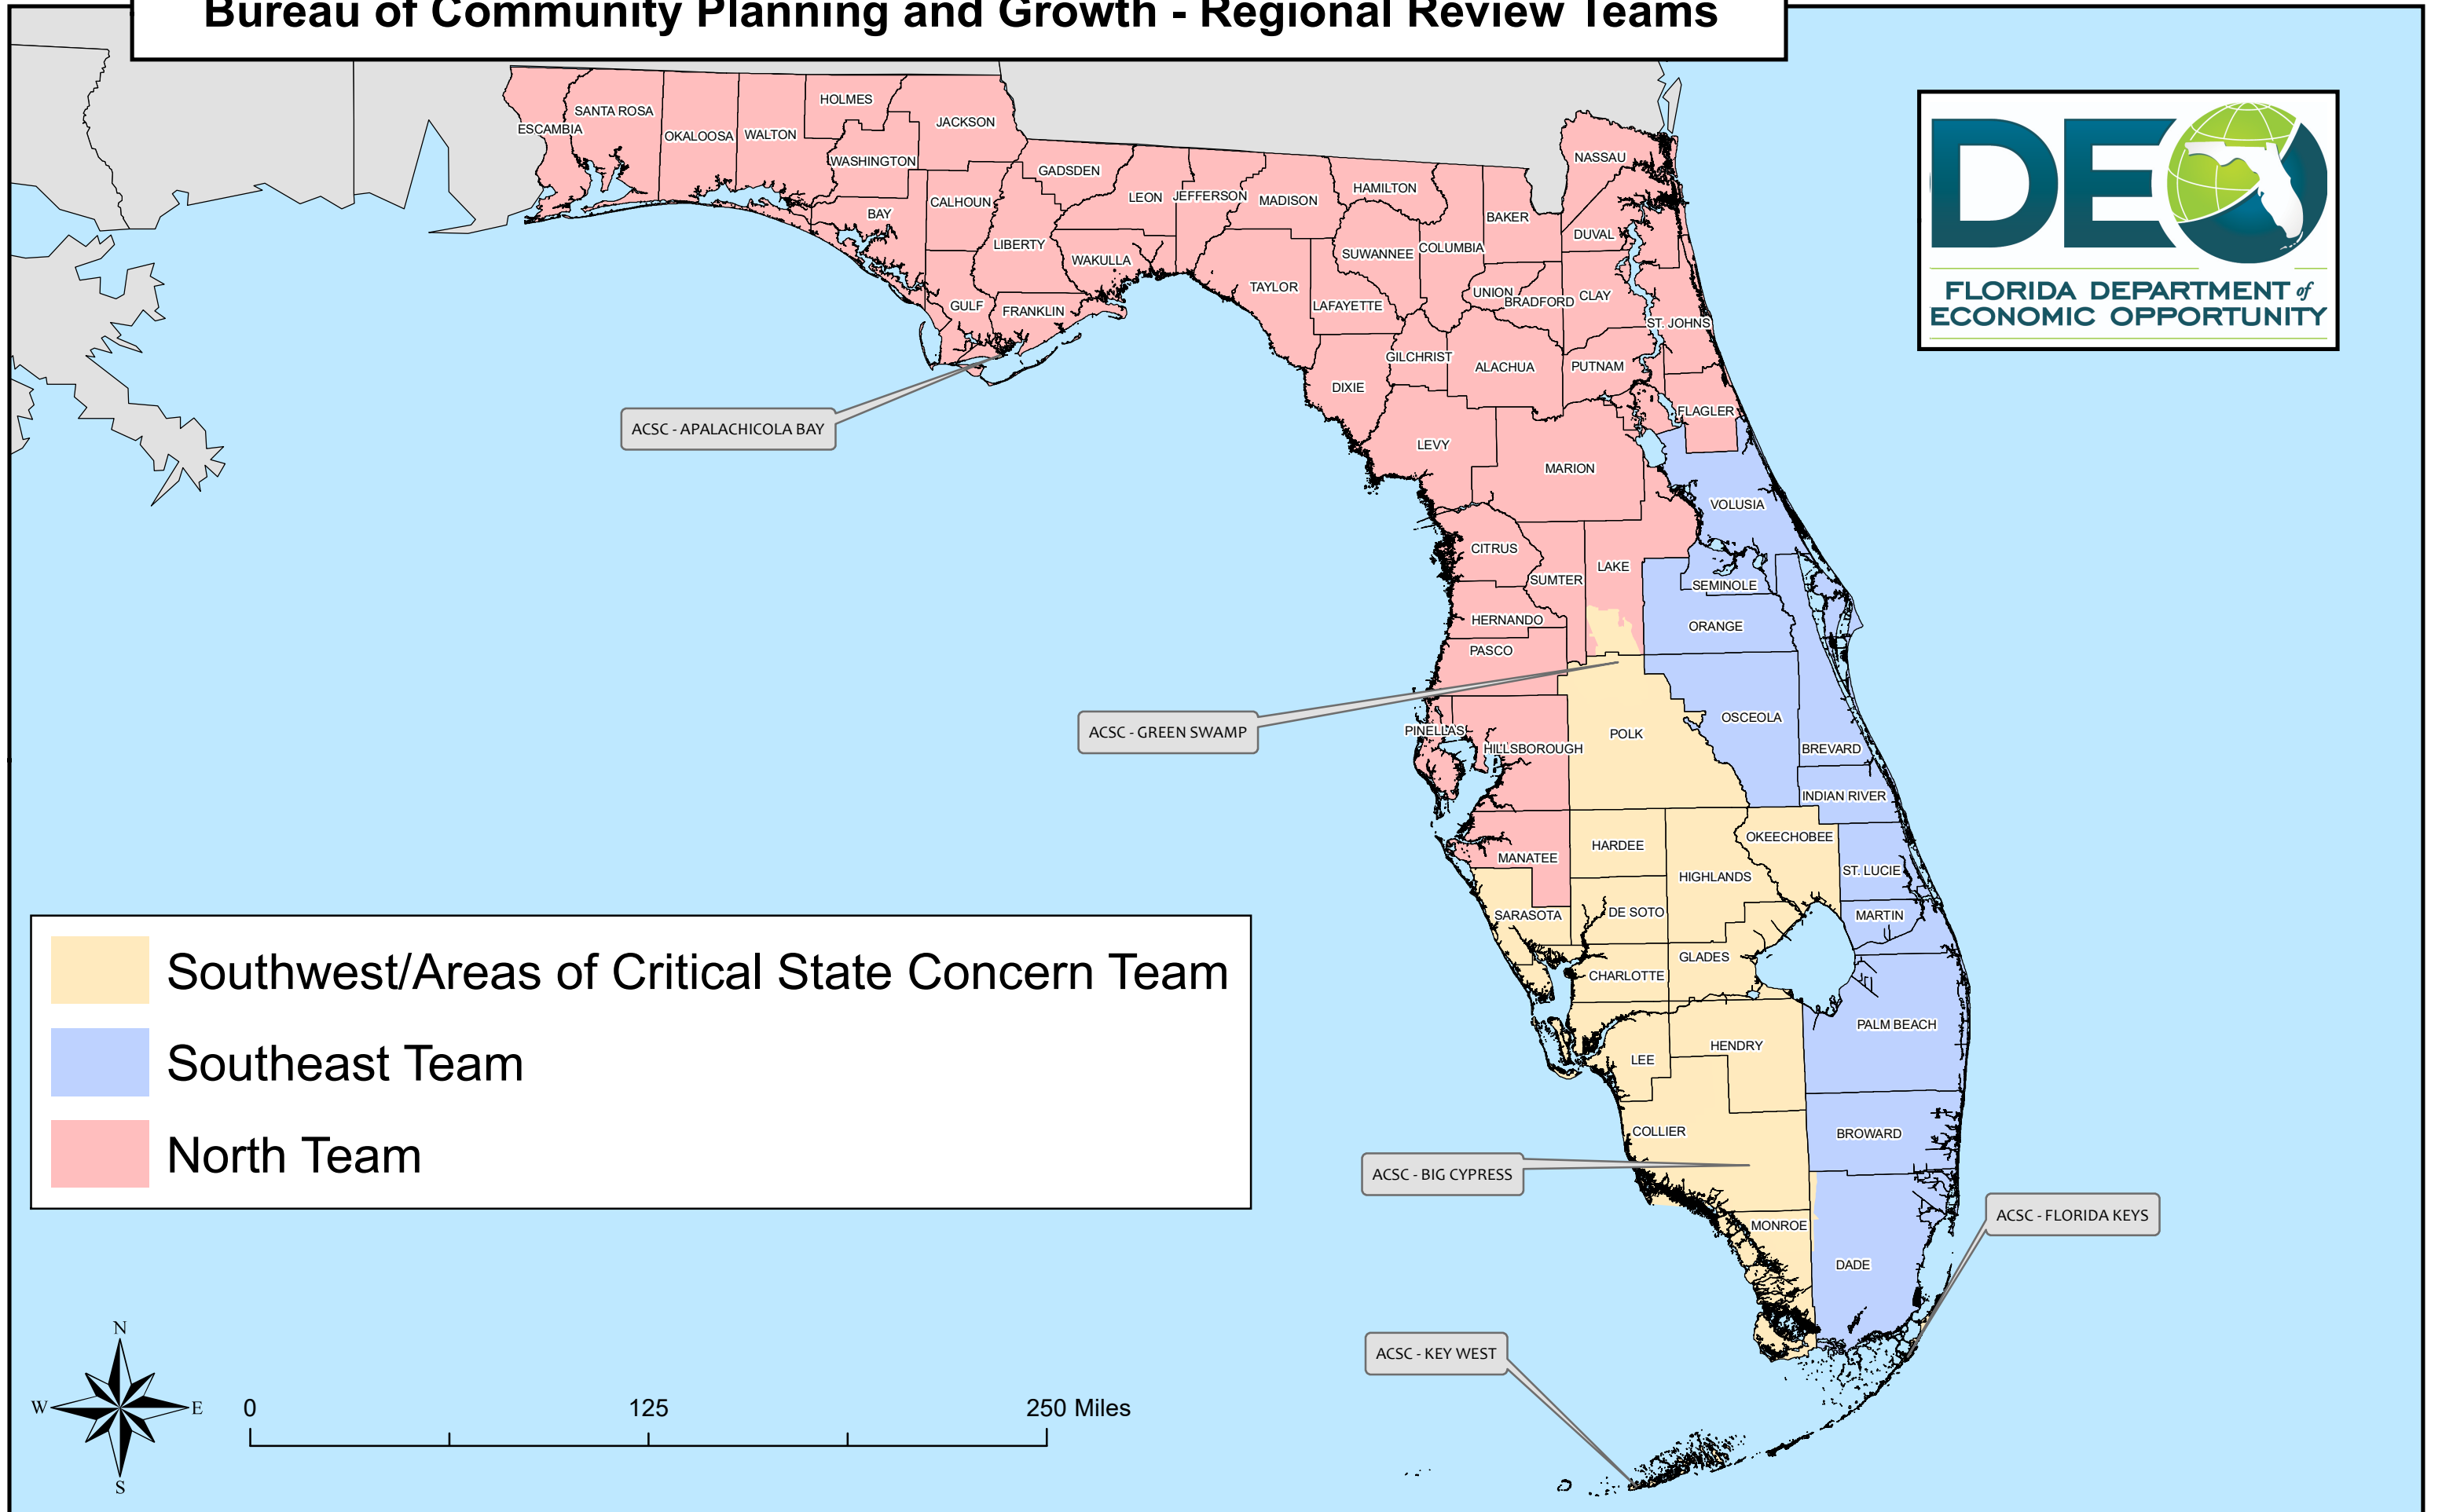 Bureau of Community Planning and Growth - Regional Review Teams
DEO
FLORIDA DEPARTMENT of
ECONOMIC OPPORTUNITY
HOLMES
SANTA ROSA
JACKSON
ESCAMBIA
OKALOOSA
WALTON
WASHINGTON
NASSAU
GADSDEN
HAMILTON
LEON
JEFFERSON
MADISON
CALHOUN
BAY
BAKER
DUVAL
LIBERTY
COLUMBIA
SUWANNEE
WAKULLA
TAYLOR
UNION
BRADFORD
CLAY
GULF
FRANKLIN
LAFAYETTE
ST. JOHNS
GILCHRIST
ALACHUA
PUTNAM
DIXIE
FLAGLER
ACSC - APALACHICOLA BAY
LEVY
MARION
VOLUSIA
CITRUS
LAKE
SUMTER
SEMINOLE
HERNANDO
ORANGE
PASCO
OSCEOLA
ACSC - GREEN SWAMP
PINELLAS
POLK
HILLSBOROUGH
BREVARD
INDIAN RIVER
OKEECHOBEE
HARDEE
MANATEE
ST. LUCIE
HIGHLANDS
SARASOTA
DE SOTO
MARTIN
GLADES
CHARLOTTE
Southwest/Areas of Critical State Concern Team
PALM BEACH
HENDRY
LEE
Southeast Team
COLLIER
BROWARD
North Team
ACSC - BIG CYPRESS
ACSC - FLORIDA KEYS
MONROE
DADE
ACSC - KEY WEST
N
W
E
S
0
125
250 Miles